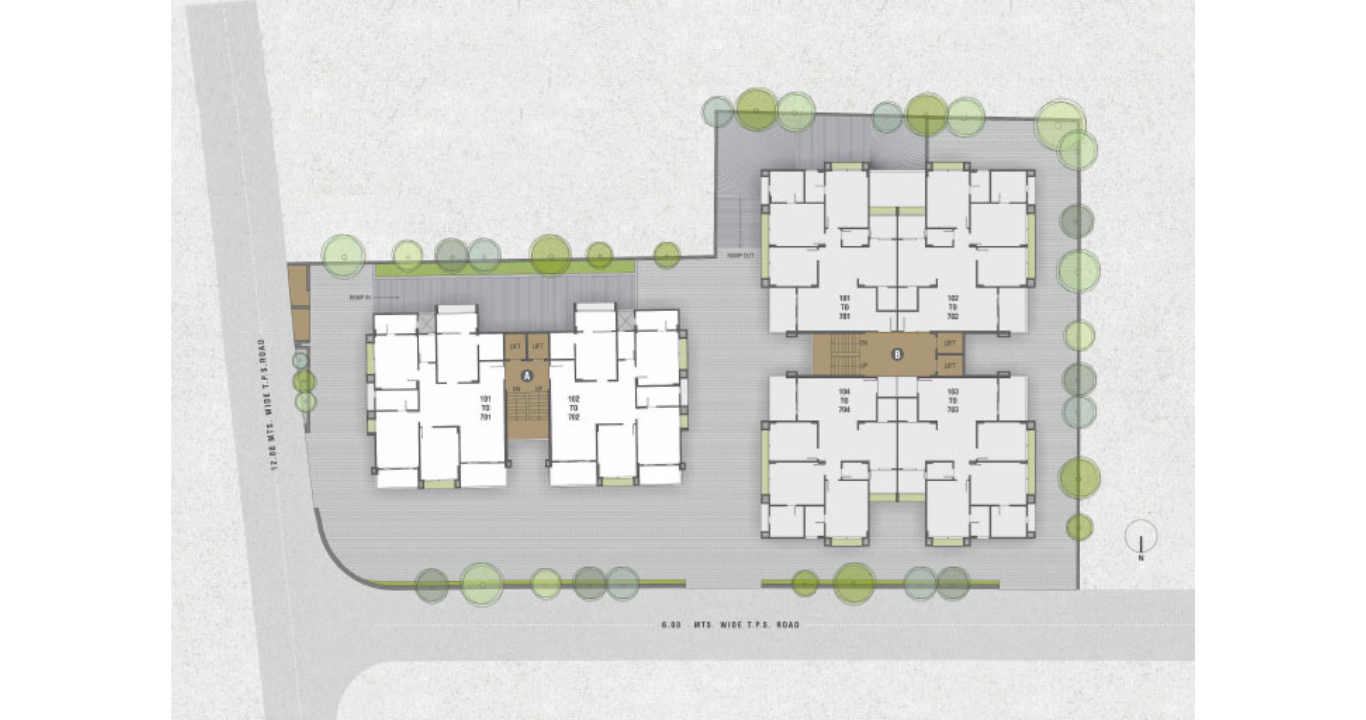 RAMP OUT
RAMP IN
12.00 MTS. WIDE T.P.S. ROAD
LIFT
LIFT
A
DN
UP
101
TO
701
102
TO
702
101
TO
701
102
TO
702
DN
UP
B
LIFT
LIFT
104
TO
704
103
TO
703
N
6.00 MTS. WIDE T.P.S. ROAD